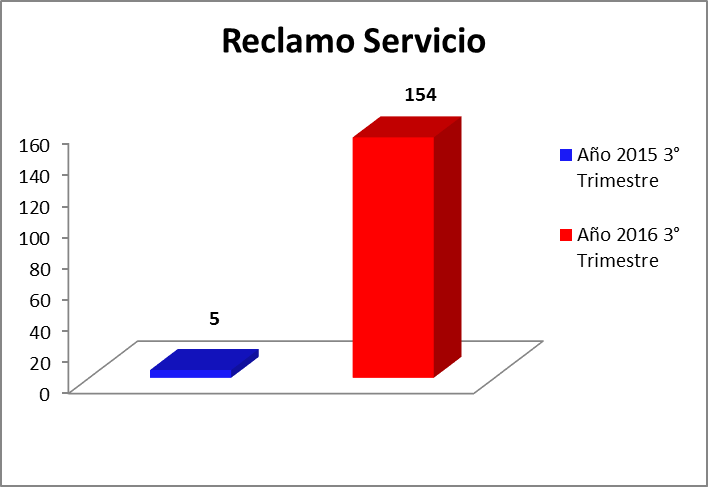 Reclamo Servicio
154
160
140
120
100
80
60
40
20
0
5
Año 2015 3°
Trimestre
Año 2016 3°
Trimestre